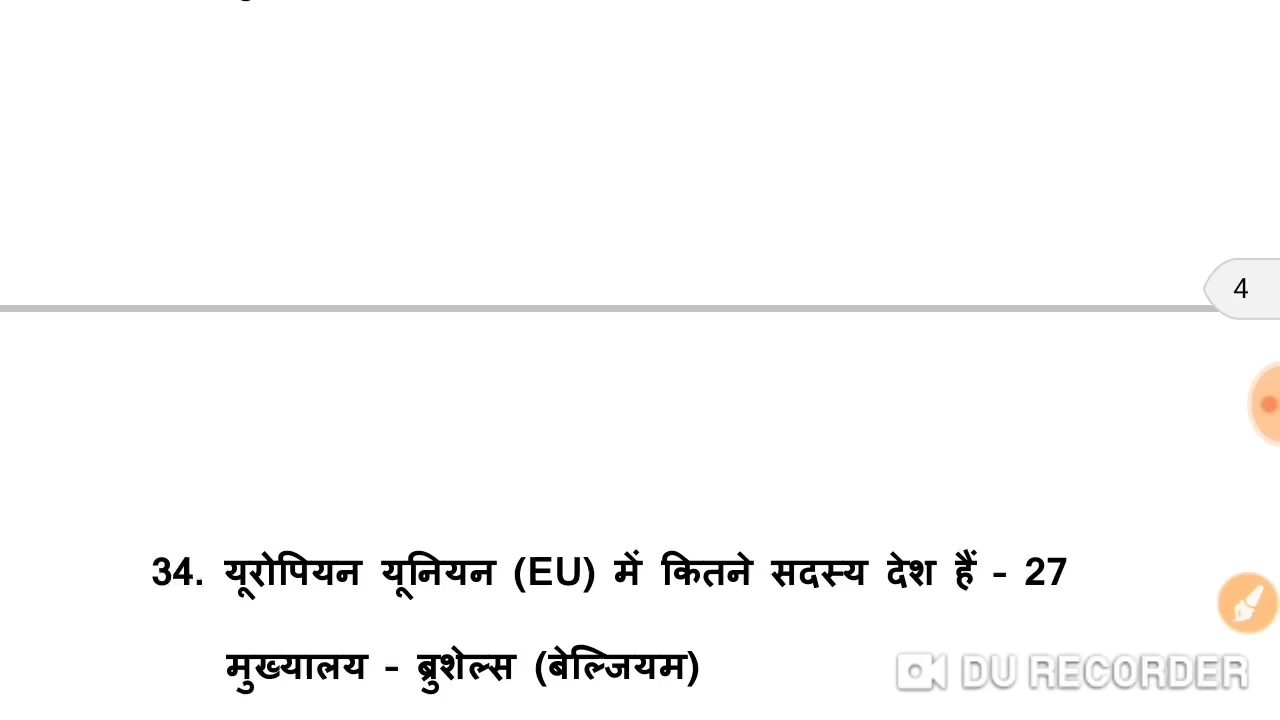 4
34. यूरोपियन यूनियन (EU) में कितने सदस्य देश हैं - 27
मुख्यालय - ब्रुशेल्स (बेल्जियम)
DU RECORDER